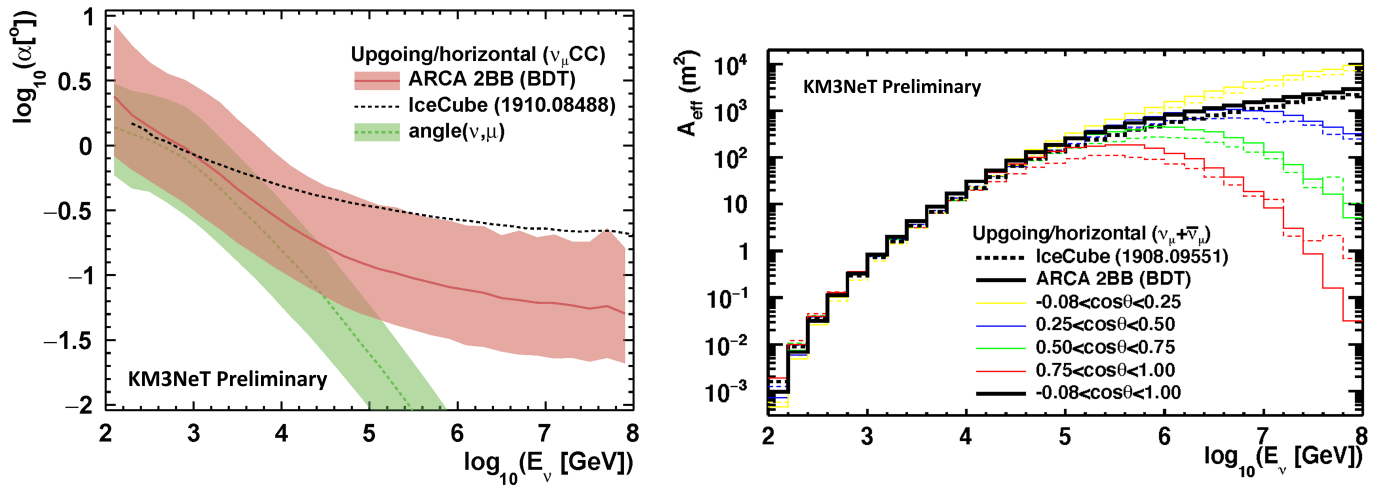 log₁₀(α[°])
1
0.5
0
−0.5
−1
−1.5
−2
Upgoing/horizontal (νμCC)
ARCA 2BB (BDT)
IceCube (1910.08488)
angle(ν,μ)
KM3NeT Preliminary
2 3 4 5 6 7 8
log₁₀(Eν [GeV])
A_eff (m²)
10⁴
10³
10²
10
1
10⁻¹
10⁻²
10⁻³
KM3NeT Preliminary
Upgoing/horizontal (νμ+ν̄μ)
IceCube (1908.09551)
ARCA 2BB (BDT)
-0.08<cosθ<0.25
0.25<cosθ<0.50
0.50<cosθ<0.75
0.75<cosθ<1.00
-0.08<cosθ<1.00
2 3 4 5 6 7 8
log₁₀(Eν [GeV])